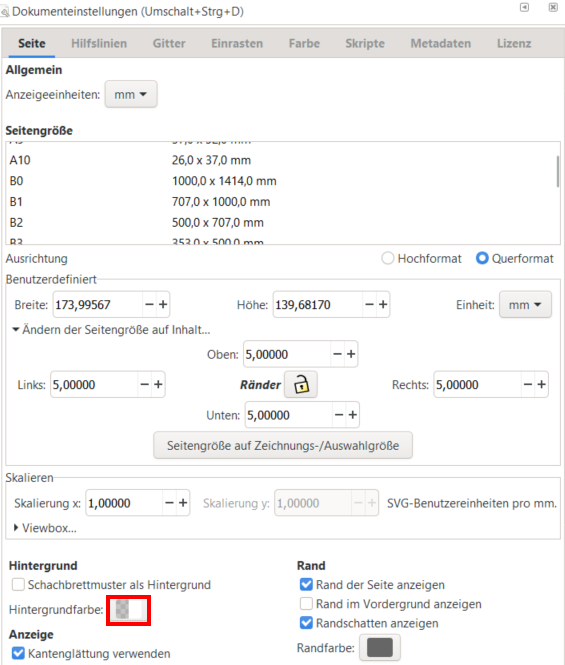 Dokumenteinstellungen (Umschalt+Strg+D)
Seite Hilfslinien Gitter Einrasten Farbe Skripte Metadaten Lizenz
Allgemein
Anzeigeeinheiten: mm
Seitengröße
A10 26,0 x 37,0 mm
B0 1000,0 x 1414,0 mm
B1 707,0 x 1000,0 mm
B2 500,0 x 707,0 mm
B3 353,0 x 500,0 mm
Ausrichtung Hochformat Querformat
Benutzerdefiniert
Breite: 173,99567 − + Höhe: 139,68170 − + Einheit: mm
Ändern der Seitengröße auf Inhalt...
Oben: 5,00000 − +
Links: 5,00000 − + Ränder Rechts: 5,00000 − +
Unten: 5,00000 − +
Seitengröße auf Zeichnungs-/Auswahlgröße
Skalieren
Skalierung x: 1,00000 − + Skalierung y: 1,00000 − + SVG-Benutzereinheiten pro mm.
Viewbox...
Hintergrund Rand
Schachbrettmuster als Hintergrund Rand der Seite anzeigen
Rand im Vordergrund anzeigen
Hintergrundfarbe: Randschatten anzeigen
Anzeige
Kantenglättung verwenden Randfarbe: